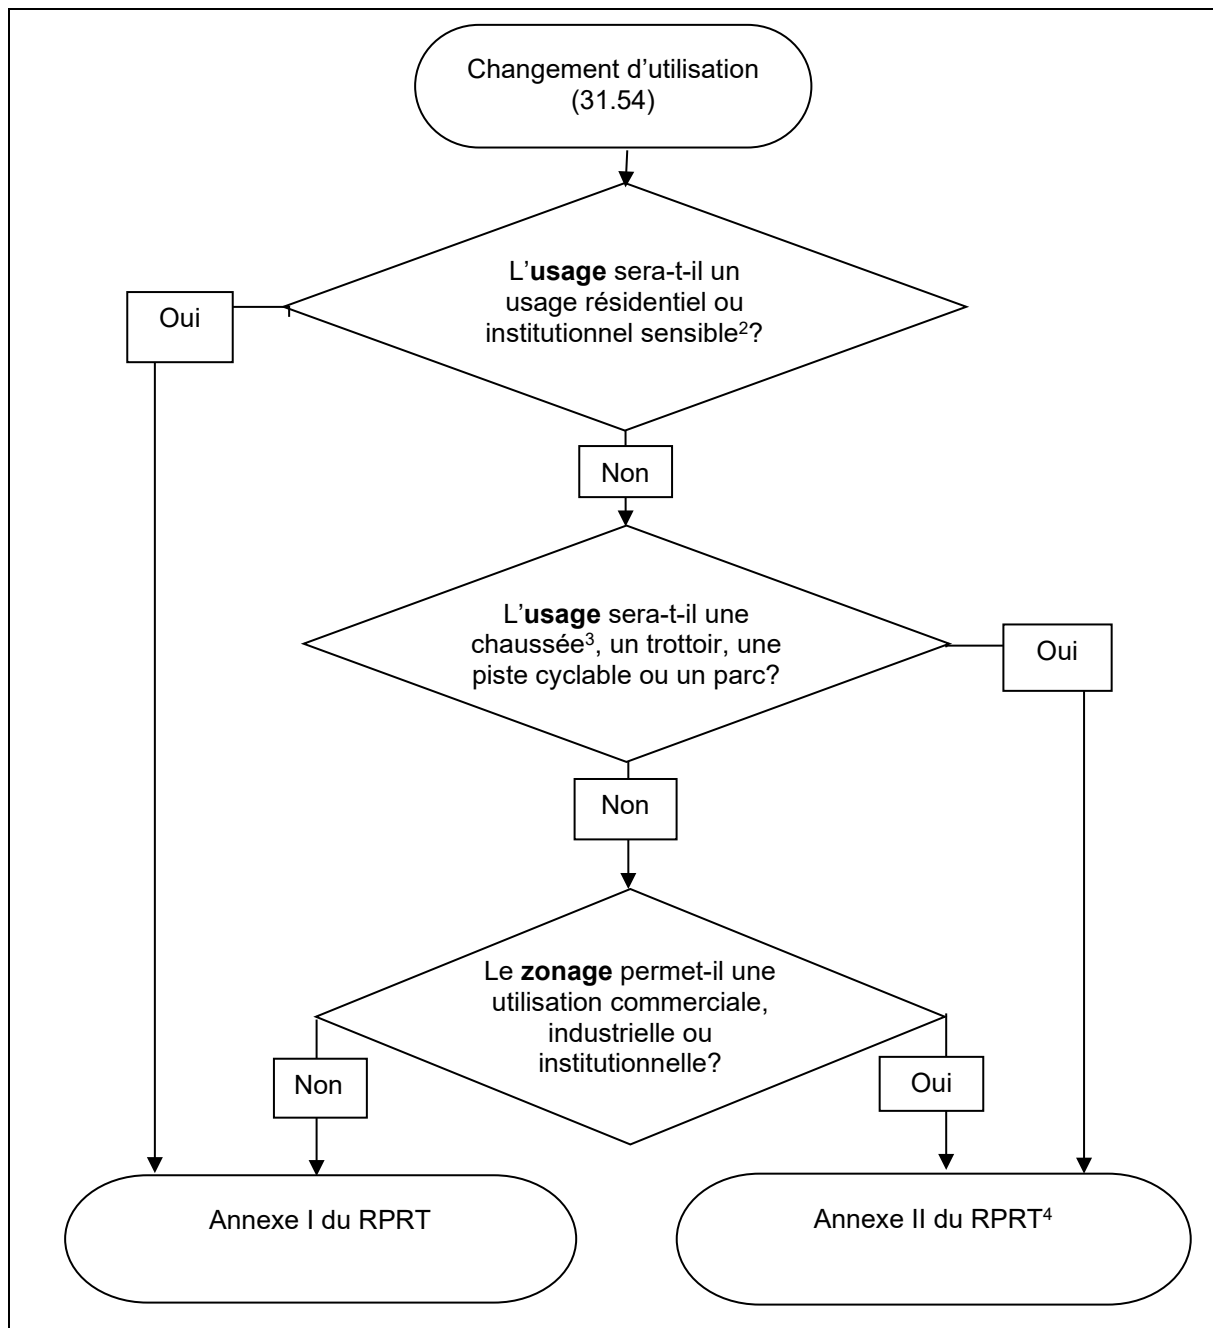 Changement d’utilisation
(31.54)
L’usage sera-t-il un
usage résidentiel ou
institutionnel sensible²?
Oui
Non
L’usage sera-t-il une
chaussée³, un trottoir, une
piste cyclable ou un parc?
Oui
Non
Le zonage permet-il une
utilisation commerciale,
industrielle ou
institutionnelle?
Non
Oui
Annexe I du RPRT
Annexe II du RPRT⁴